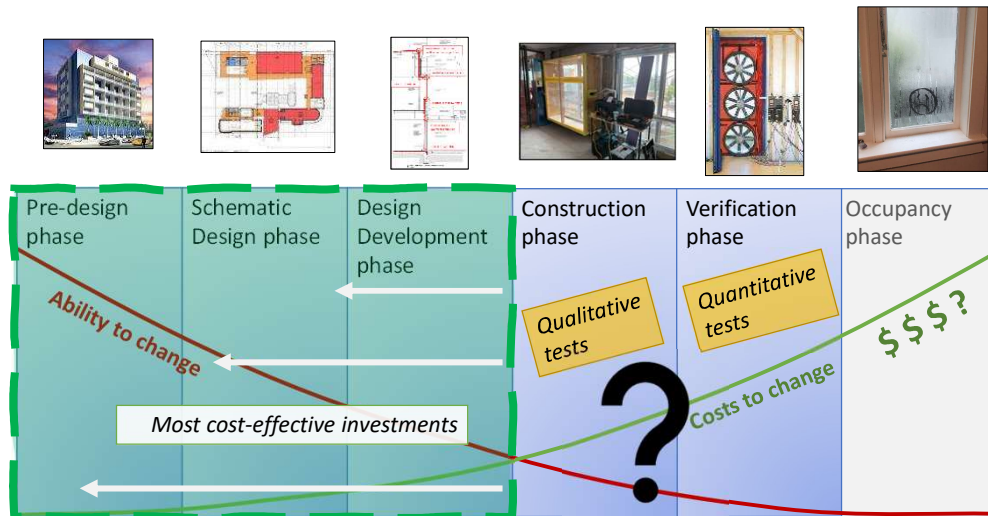 Pre-design
phase
Schematic
Design phase
Design
Development
phase
Construction
phase
Verification
phase
Occupancy
phase
Ability to change
Qualitative
tests
Quantitative
tests
$ $ $ ?
Costs to change
Most cost-effective investments
?